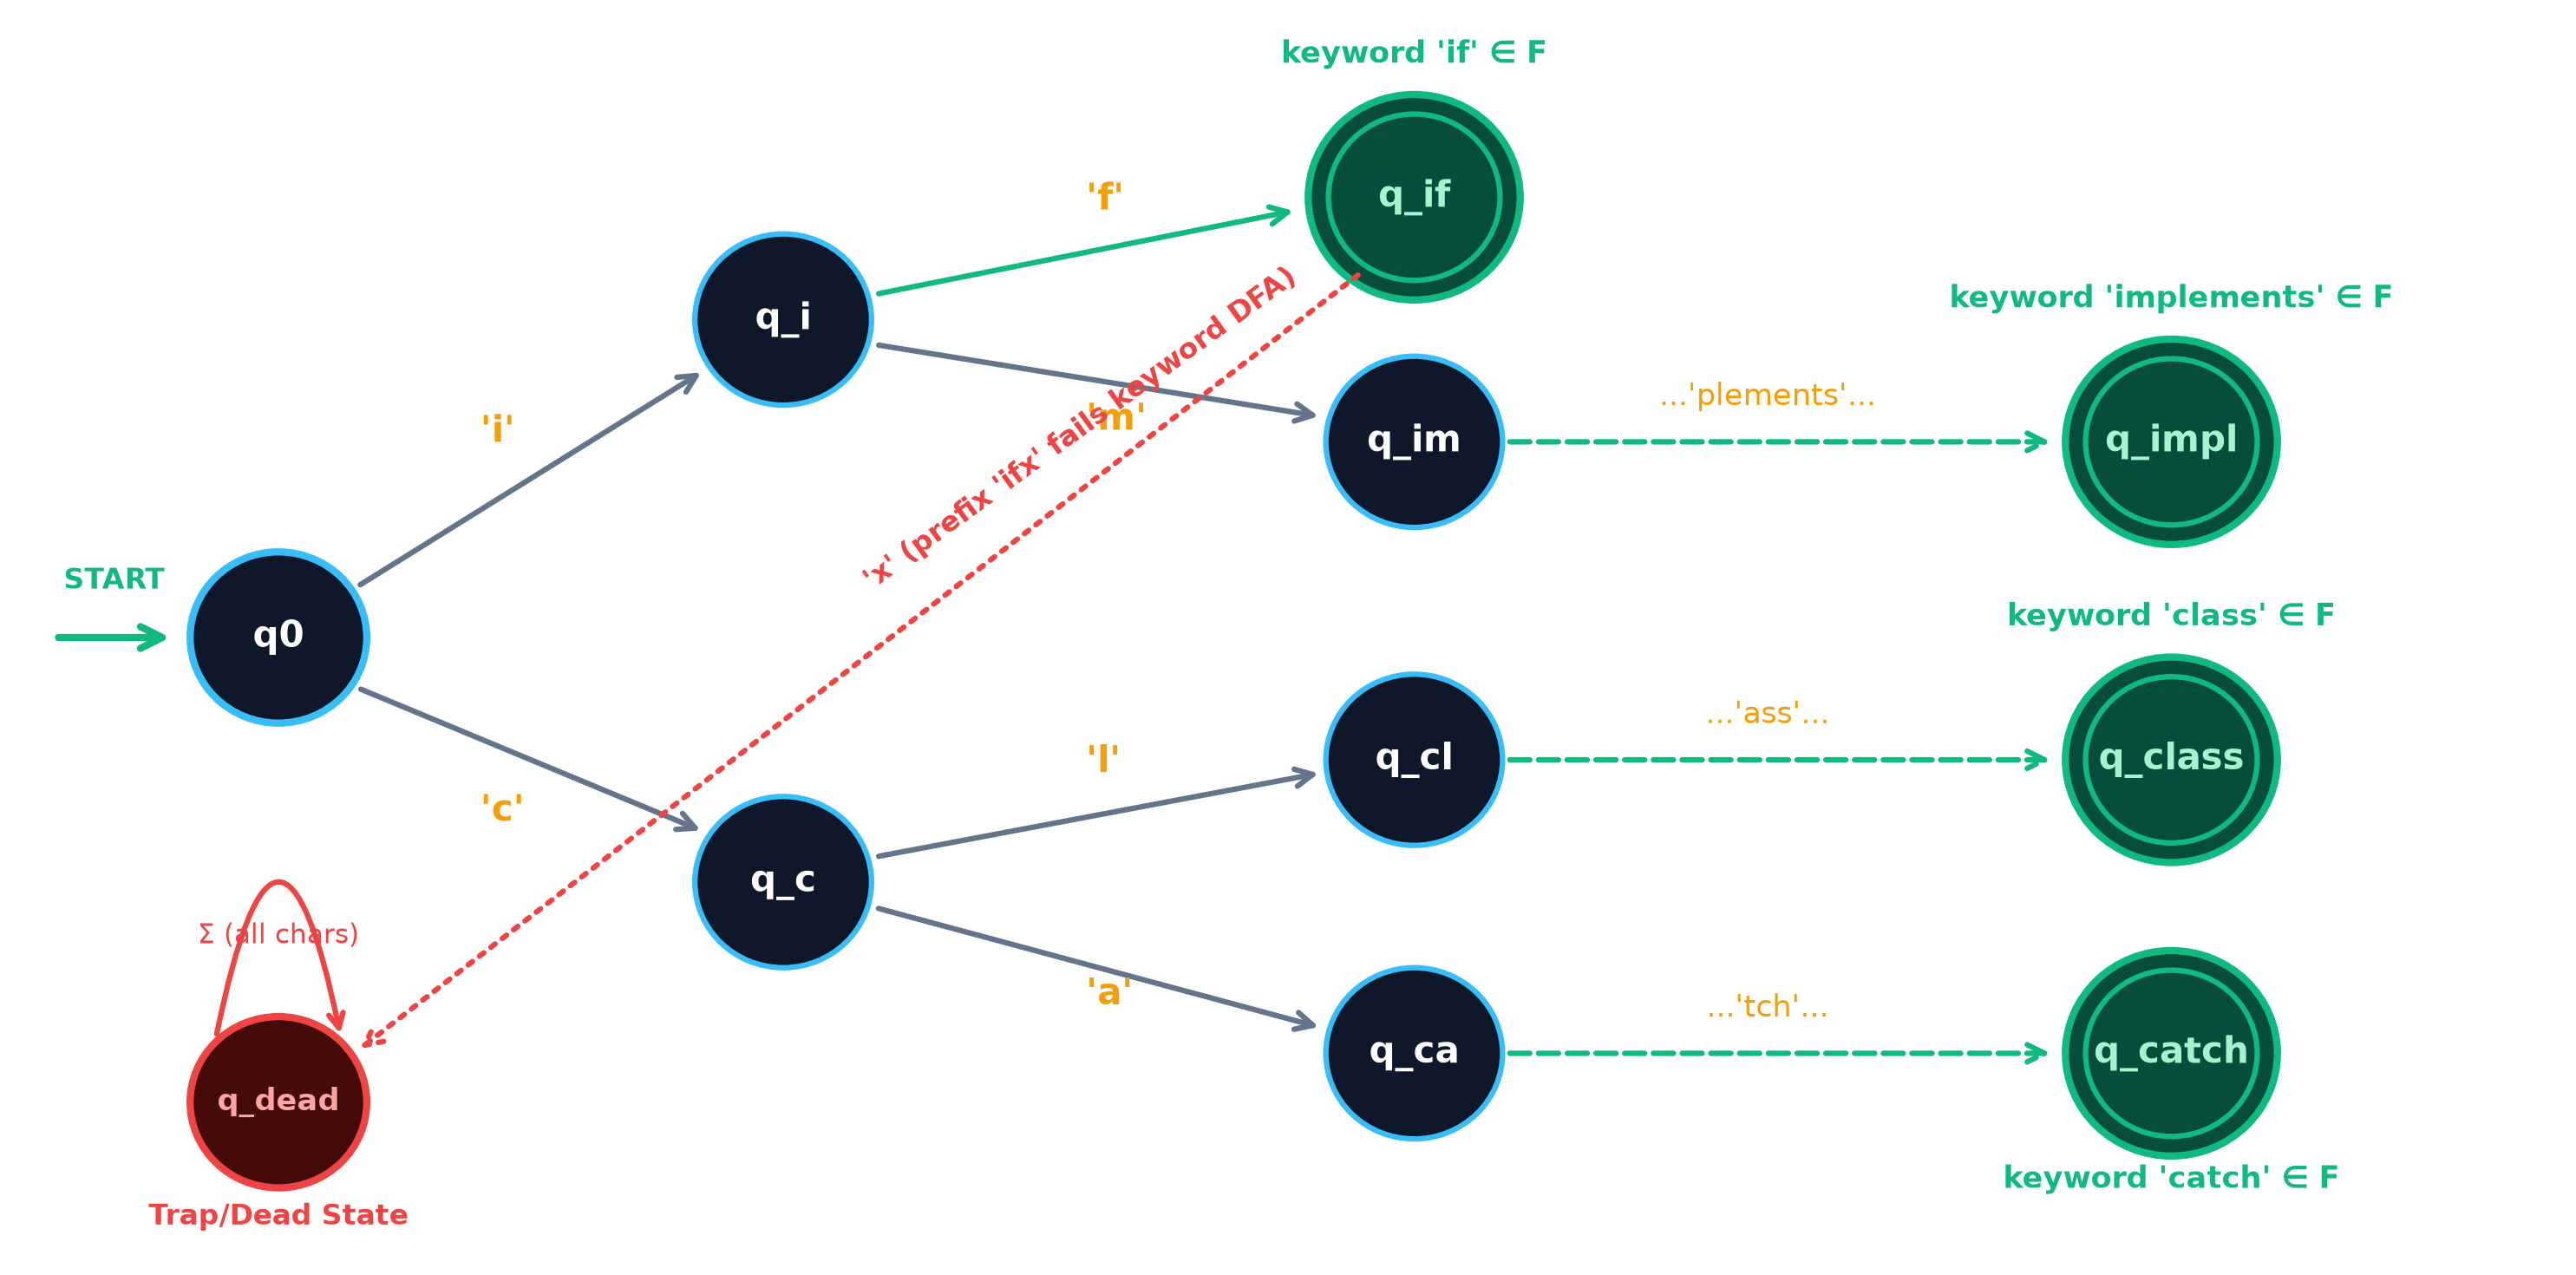 keyword 'if' ∈ F
q_if
'f'
q_i
keyword 'implements' ∈ F
'i'
'm'
'x' (prefix 'ifx' fails keyword DFA)
q_im
...'plements'...
q_impl
START
q0
keyword 'class' ∈ F
'c'
'l'
q_cl
...'ass'...
q_class
q_c
Σ (all chars)
'a'
q_ca
...'tch'...
q_catch
q_dead
keyword 'catch' ∈ F
Trap/Dead State